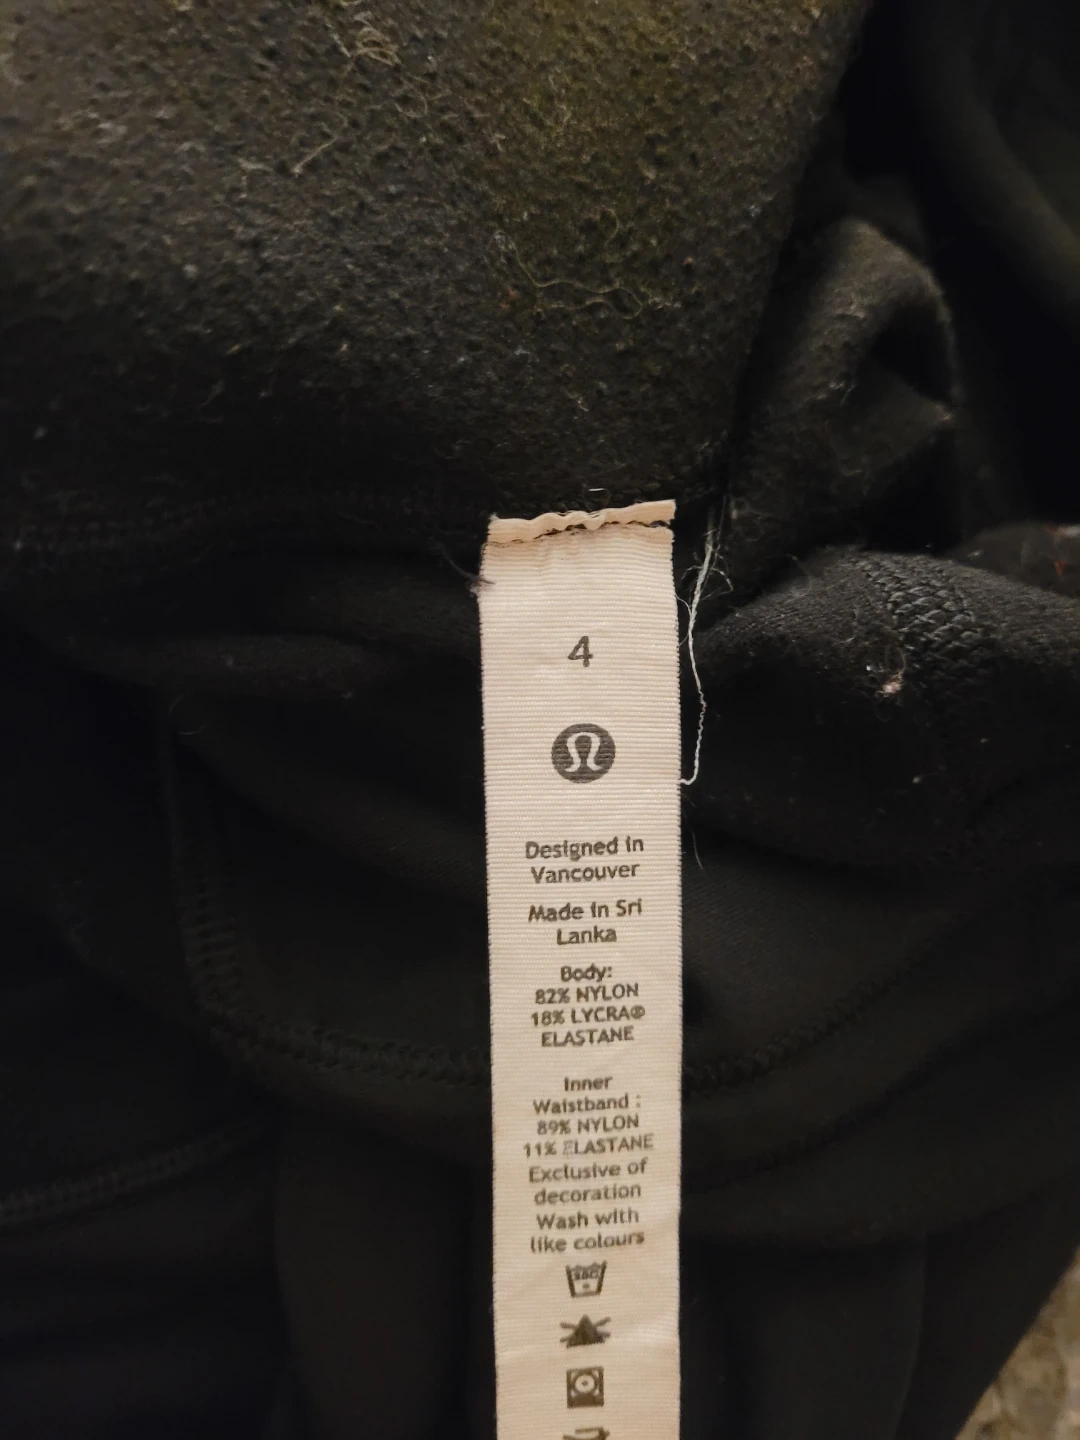 4
Designed in
Vancouver
Made in Sri
Lanka
Body:
82% NYLON
18% LYCRA®
ELASTANE
Inner
Waistband :
89% NYLON
11% ELASTANE
Exclusive of
decoration
Wash with
like colours
30C